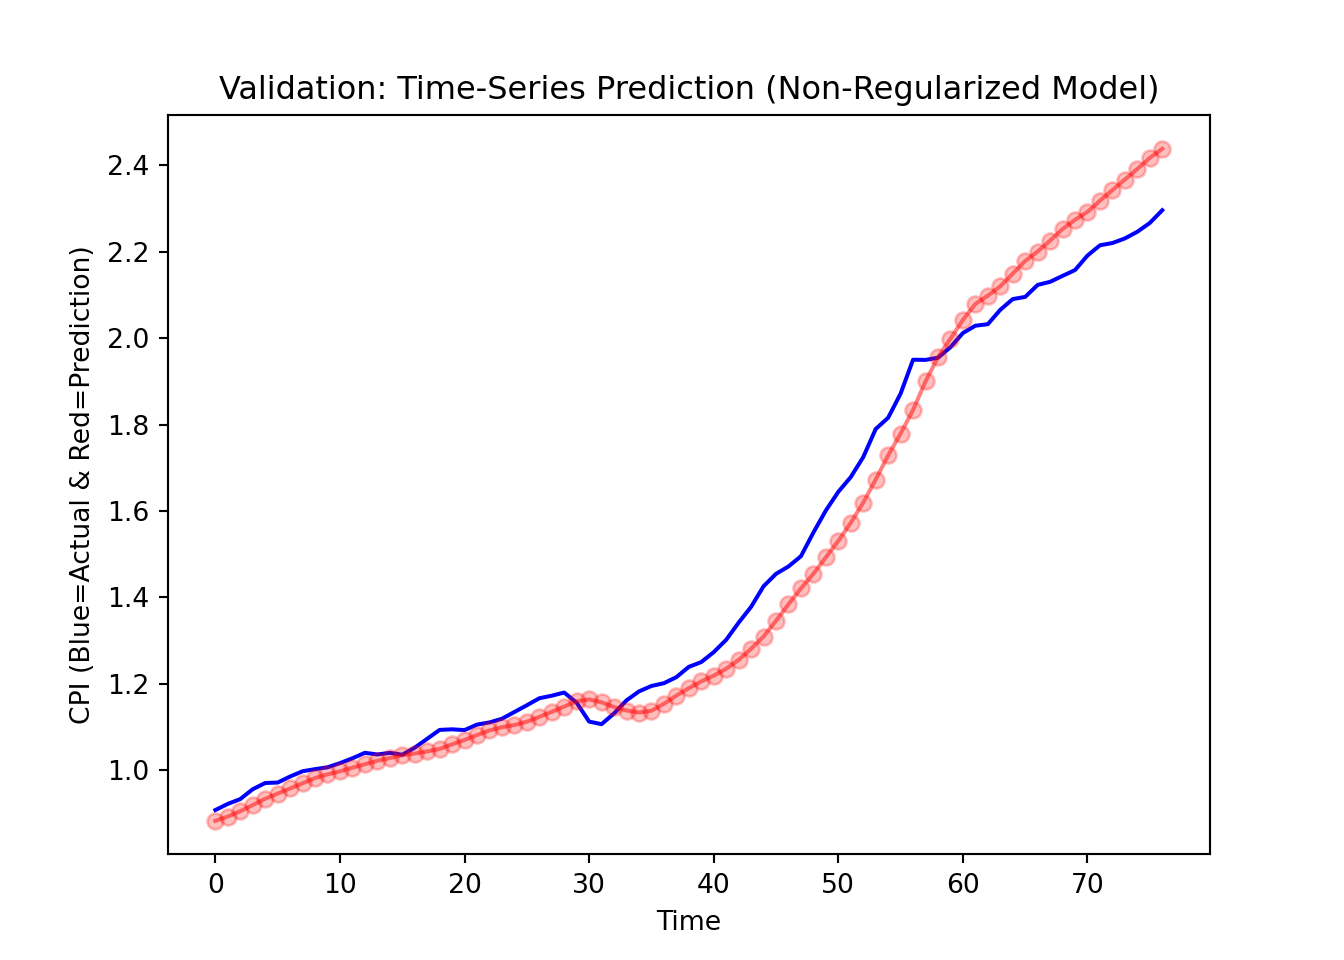 Validation: Time-Series Prediction (Non-Regularized Model)
CPI (Blue=Actual & Red=Prediction)
2.4
2.2
2.0
1.8
1.6
1.4
1.2
1.0
0 10 20 30 40 50 60 70
Time